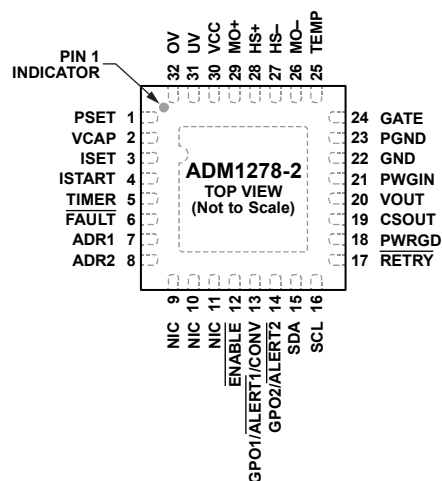 32 OV
31 UV
30 VCC
29 MO+
28 HS+
27 HS–
26 MO–
25 TEMP
PIN 1
INDICATOR
PSET 1
VCAP 2
ISET 3
ISTART 4
TIMER 5
FAULT 6
ADR1 7
ADR2 8
ADM1278-2
TOP VIEW
(Not to Scale)
24 GATE
23 PGND
22 GND
21 PWGIN
20 VOUT
19 CSOUT
18 PWRGD
17 RETRY
NIC 9
NIC 10
NIC 11
ENABLE 12
GPO1/ALERT1/CONV 13
GPO2/ALERT2 14
SDA 15
SCL 16